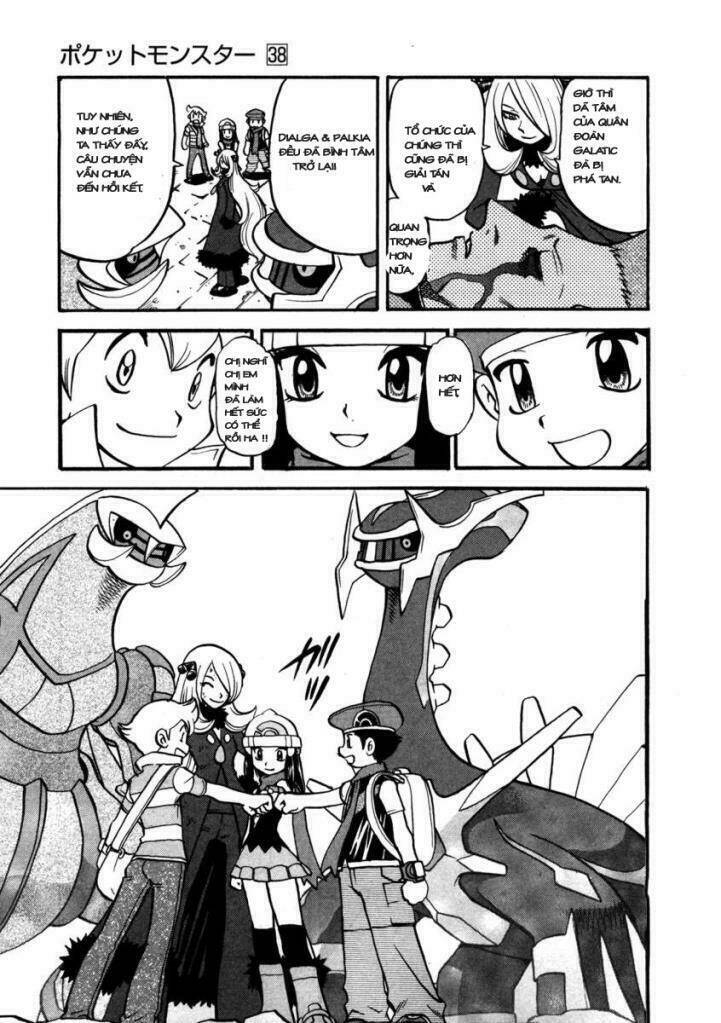 ポケットモンスター 38
GIỜ THÌ
DÃ TÂM
CỦA QUÂN
ĐOÀN
GALATIC
ĐÃ BỊ
PHÁ TAN.
TỔ CHỨC CỦA
CHÚNG THÌ
CŨNG ĐÃ BỊ
GIẢI TÁN
VÀ
QUAN
TRỌNG
HƠN
NỮA,
DIALGA & PALKIA
ĐỀU ĐÃ BÌNH TÂM
TRỞ LẠI!
TUY NHIÊN,
NHƯ CHÚNG
TA THẤY ĐẤY,
CÂU CHUYỆN
VẪN CHƯA
ĐẾN HỒI KẾT.
HƠN
HẾT,
CHỊ NGHĨ
CHỊ EM
MÌNH
ĐÃ LÀM
HẾT SỨC
CÓ THỂ
RỒI HA !!